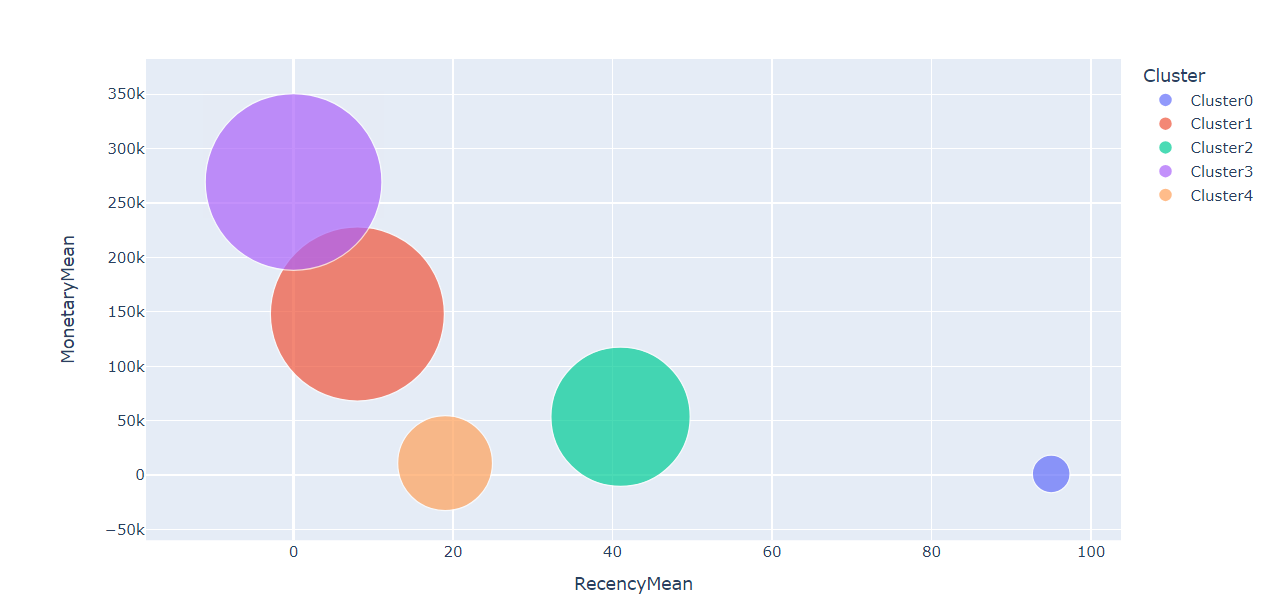 350k
300k
250k
200k
150k
100k
50k
0
−50k
MonetaryMean
0 20 40 60 80 100
RecencyMean
Cluster
Cluster0
Cluster1
Cluster2
Cluster3
Cluster4